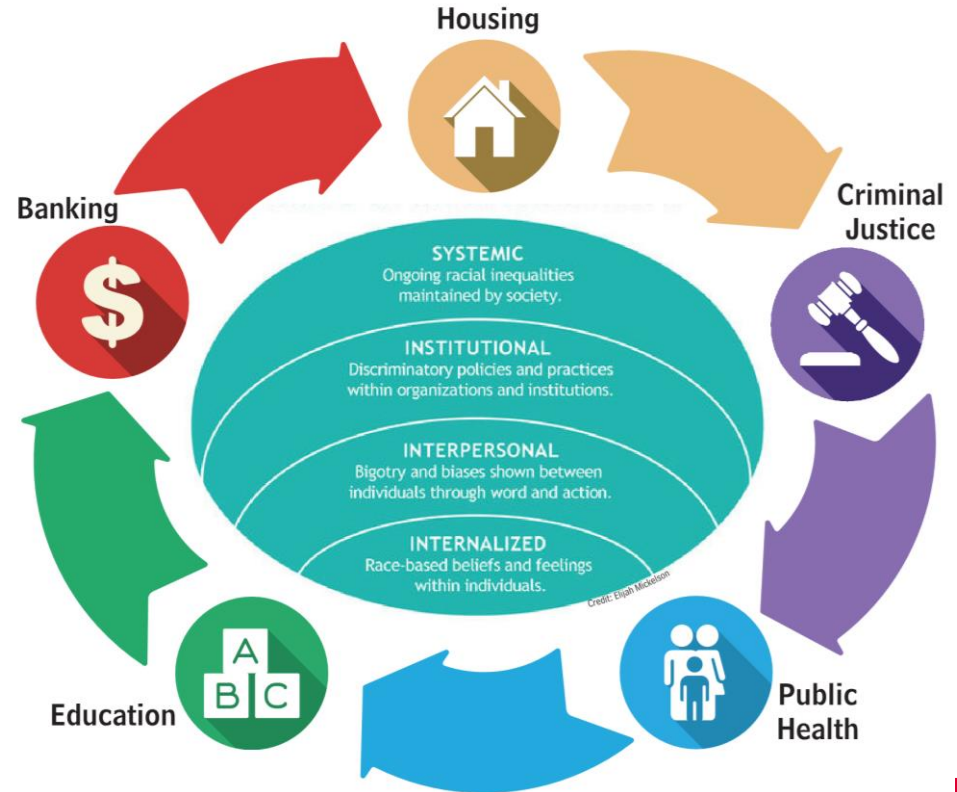 Housing
Banking
Criminal
Justice
$
SYSTEMIC
Ongoing racial inequalities
maintained by society.
INSTITUTIONAL
Discriminatory policies and practices
within organizations and institutions.
INTERPERSONAL
Bigotry and biases shown between
individuals through word and action.
INTERNALIZED
Race-based beliefs and feelings
within individuals.
Credit: Elijah Mickelson
A
B C
Education
Public
Health